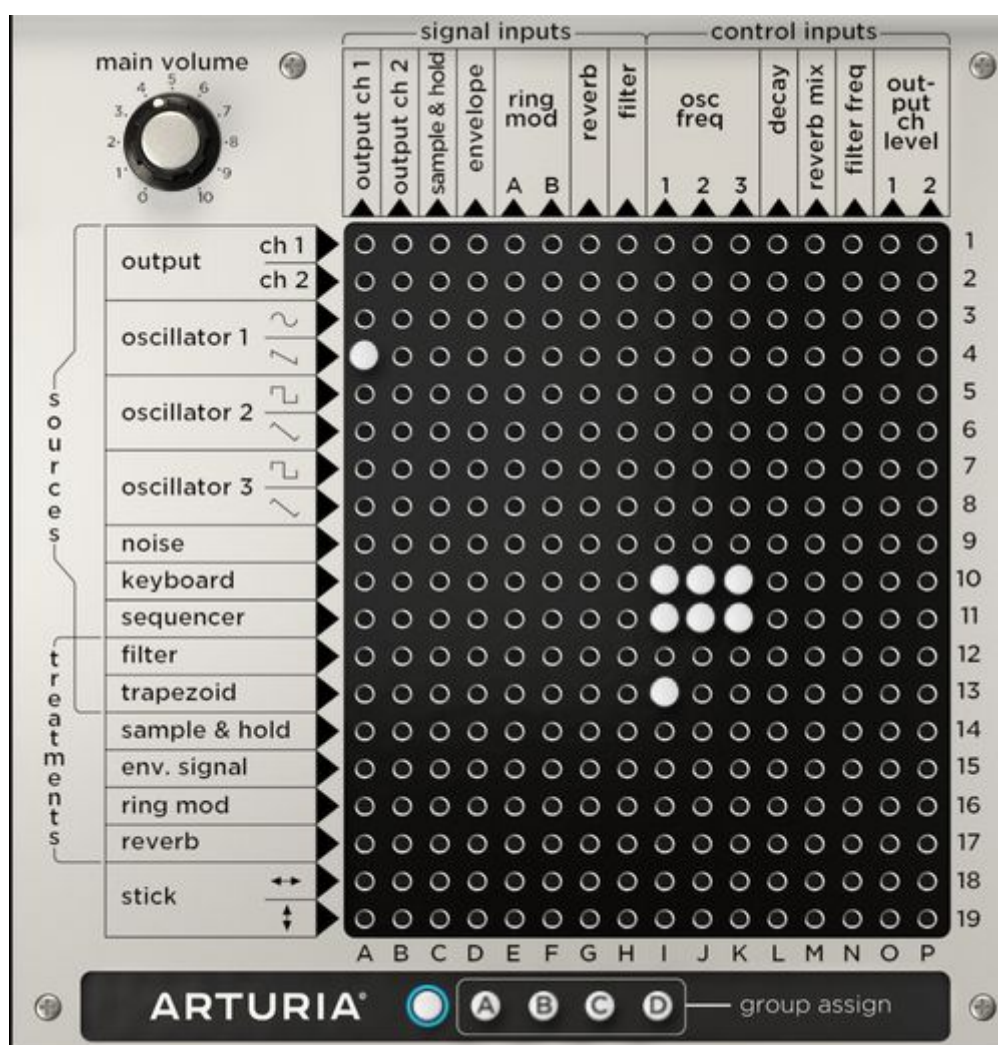 signal inputs
control inputs
main volume
0 1 2 3 4 5 6 7 8 9 10
output ch 1
output ch 2
sample & hold
envelope
ring
mod
A B
reverb
filter
osc
freq
1 2 3
decay
reverb mix
filter freq
out-
put
ch
level
1 2
sources
treatments
output
ch 1
ch 2
oscillator 1
oscillator 2
oscillator 3
noise
keyboard
sequencer
filter
trapezoid
sample & hold
env. signal
ring mod
reverb
stick
1
2
3
4
5
6
7
8
9
10
11
12
13
14
15
16
17
18
19
A B C D E F G H I J K L M N O P
ARTURIA®
A B C D
group assign